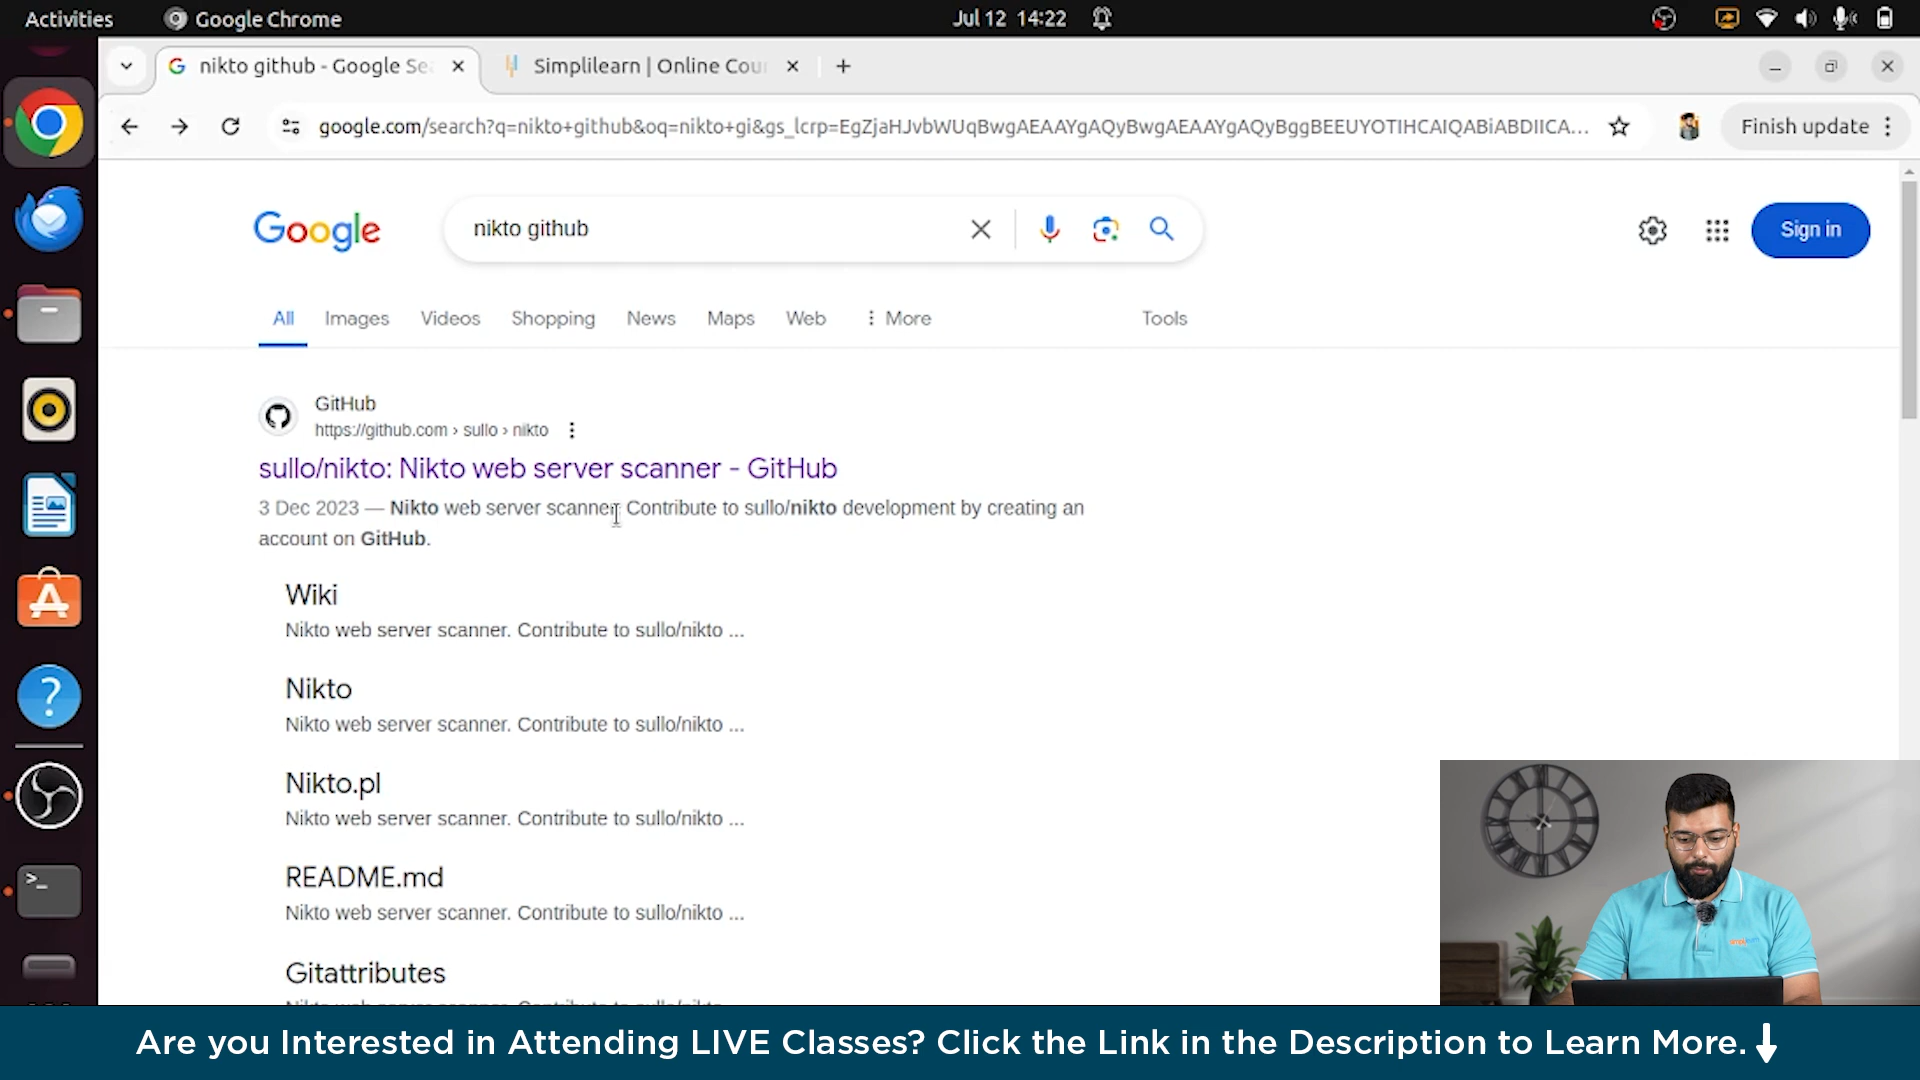 Activities
Google Chrome
Jul 12 14:22
nikto github - Google Se
Simplilearn | Online Cou
google.com/search?q=nikto+github&oq=nikto+gi&gs_lcrp=EgZjaHJvbWUqBwgAEAAYgAQyBwgAEAAYgAQyBggBEEUYOTIHCAIQABiABDIICA...
Finish update
Google
nikto github
Sign in
All
Images
Videos
Shopping
News
Maps
Web
More
Tools
GitHub
https://github.com › sullo › nikto
sullo/nikto: Nikto web server scanner - GitHub
3 Dec 2023 — Nikto web server scanner. Contribute to sullo/nikto development by creating an
account on GitHub.
Wiki
Nikto web server scanner. Contribute to sullo/nikto ...
Nikto
Nikto web server scanner. Contribute to sullo/nikto ...
Nikto.pl
Nikto web server scanner. Contribute to sullo/nikto ...
README.md
Nikto web server scanner. Contribute to sullo/nikto ...
Gitattributes
Are you Interested in Attending LIVE Classes? Click the Link in the Description to Learn More.